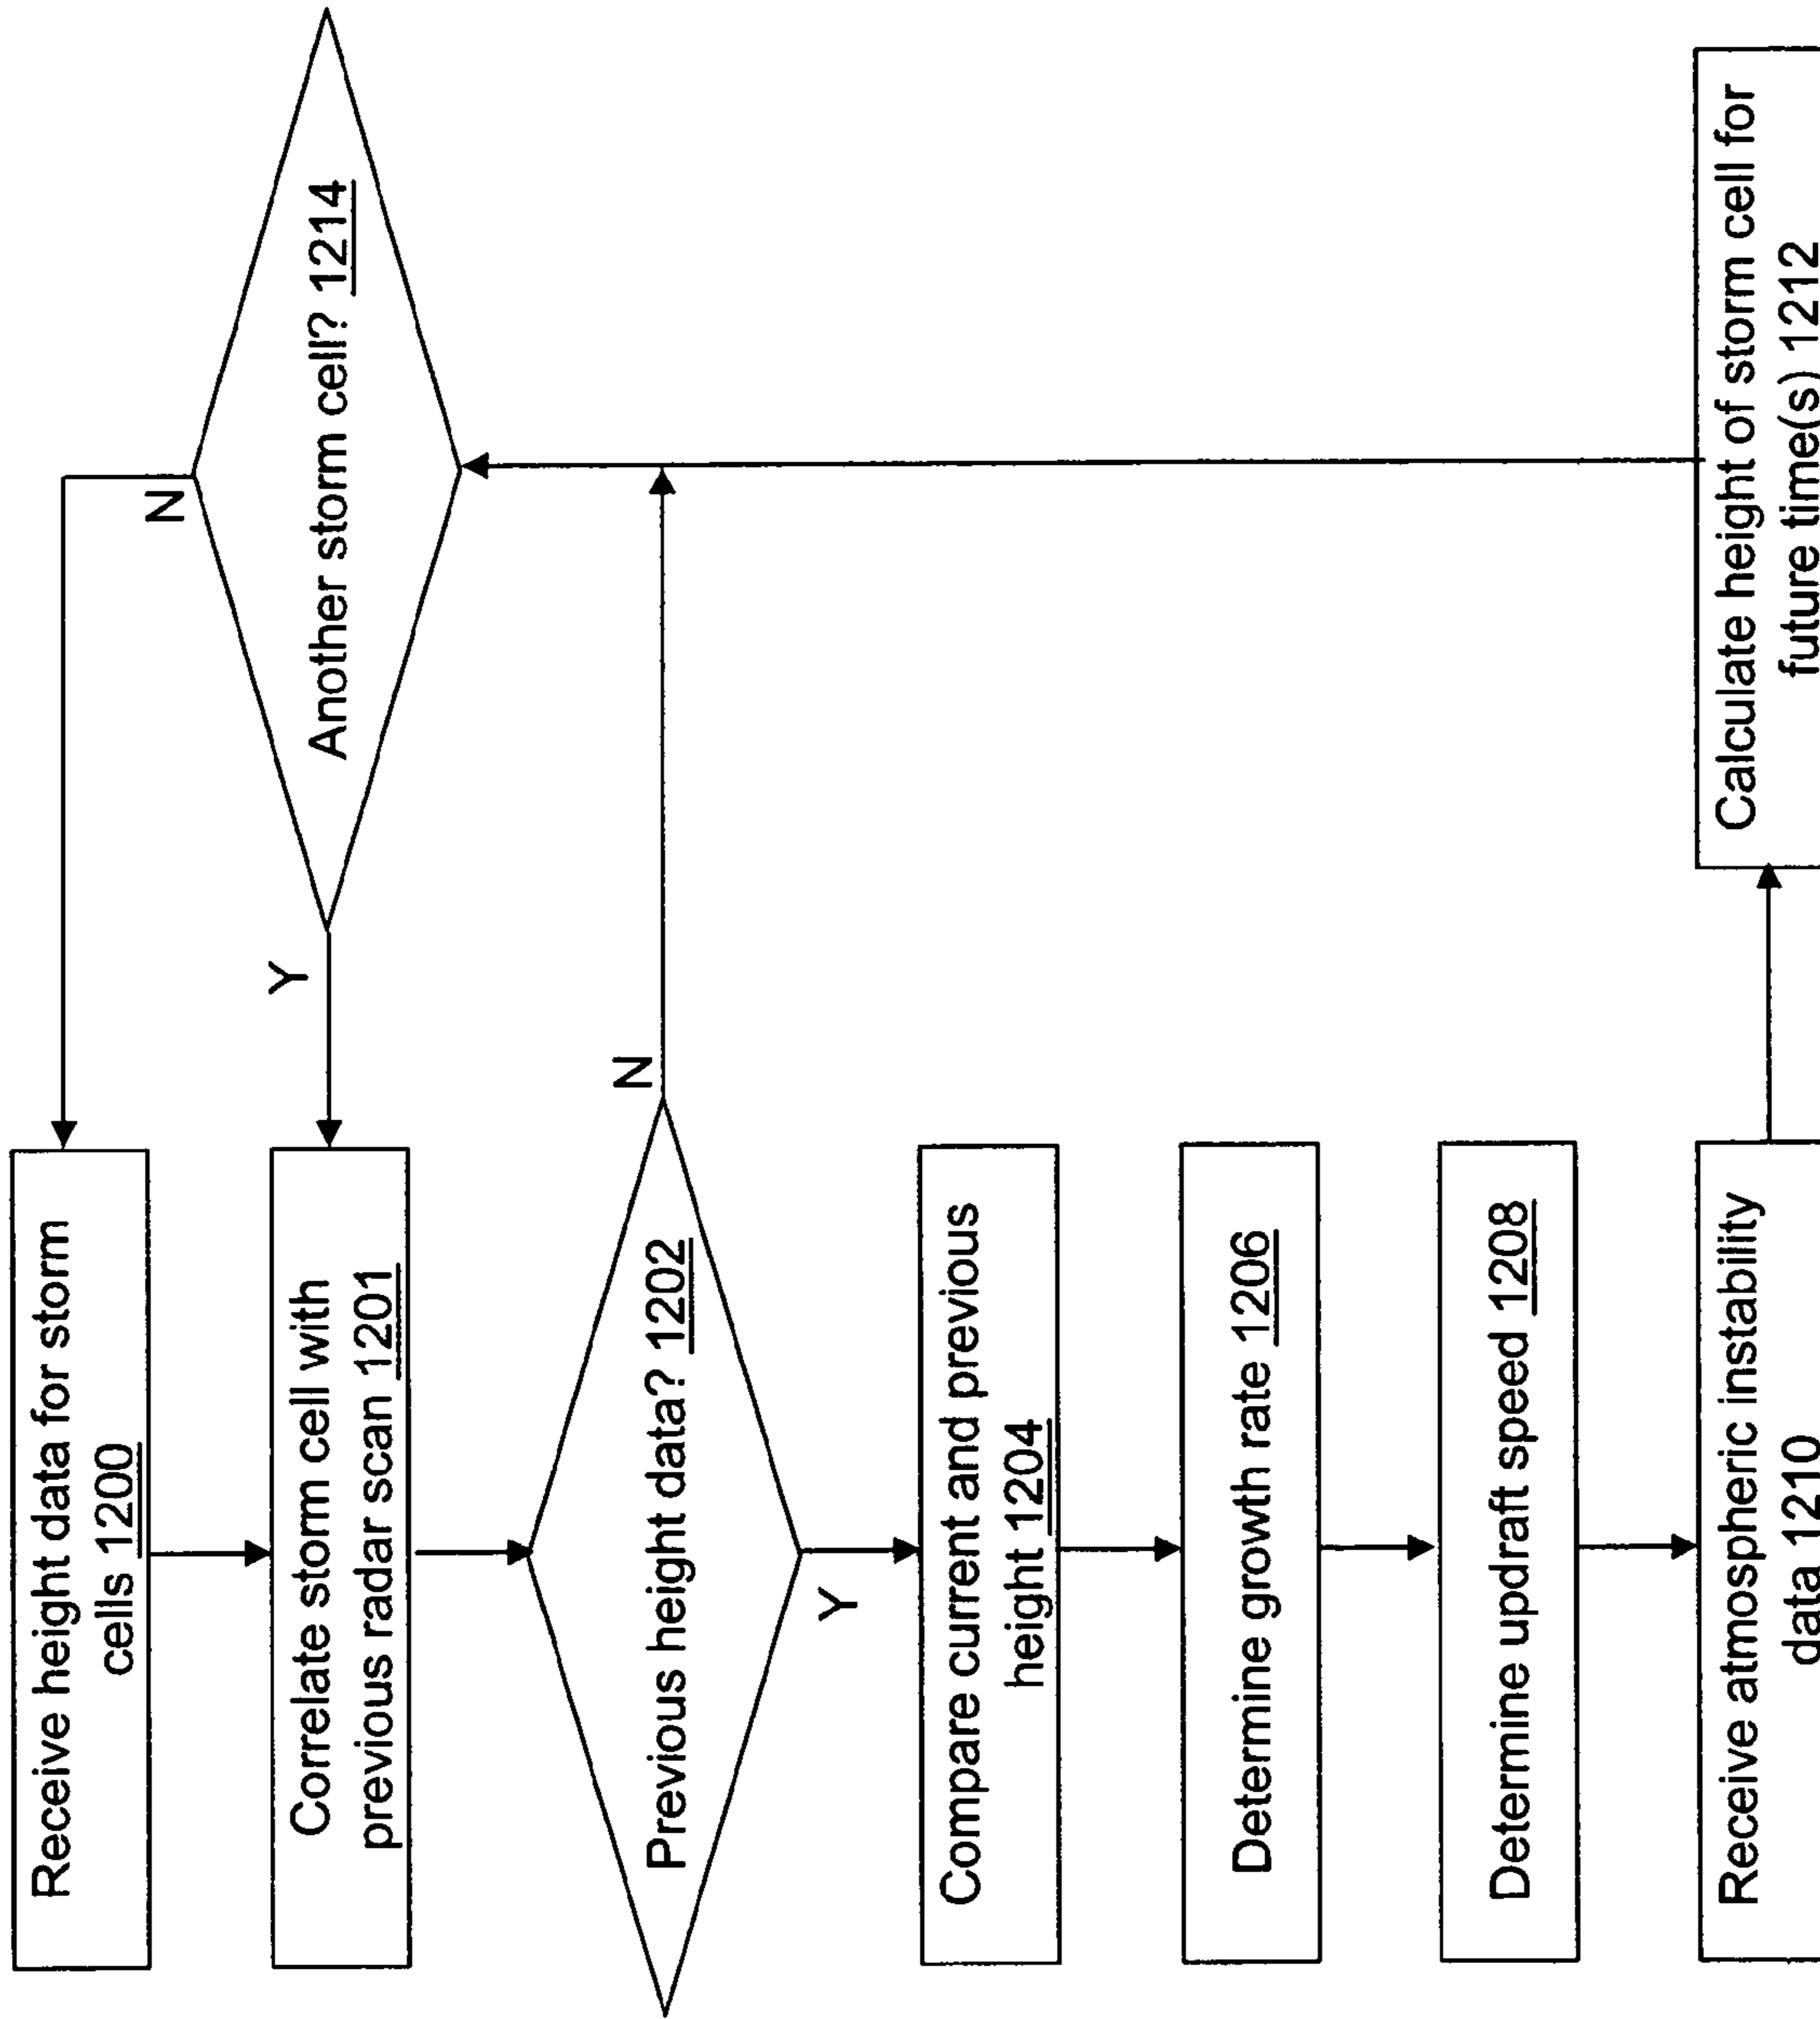 Receive height data for storm
cells 1200
Correlate storm cell with
previous radar scan 1201
Previous height data? 1202
N
Y
Compare current and previous
height 1204
Determine growth rate 1206
Determine updraft speed 1208
Receive atmospheric instability
data 1210
Calculate height of storm cell for
future time(s) 1212
Another storm cell? 1214
N
Y